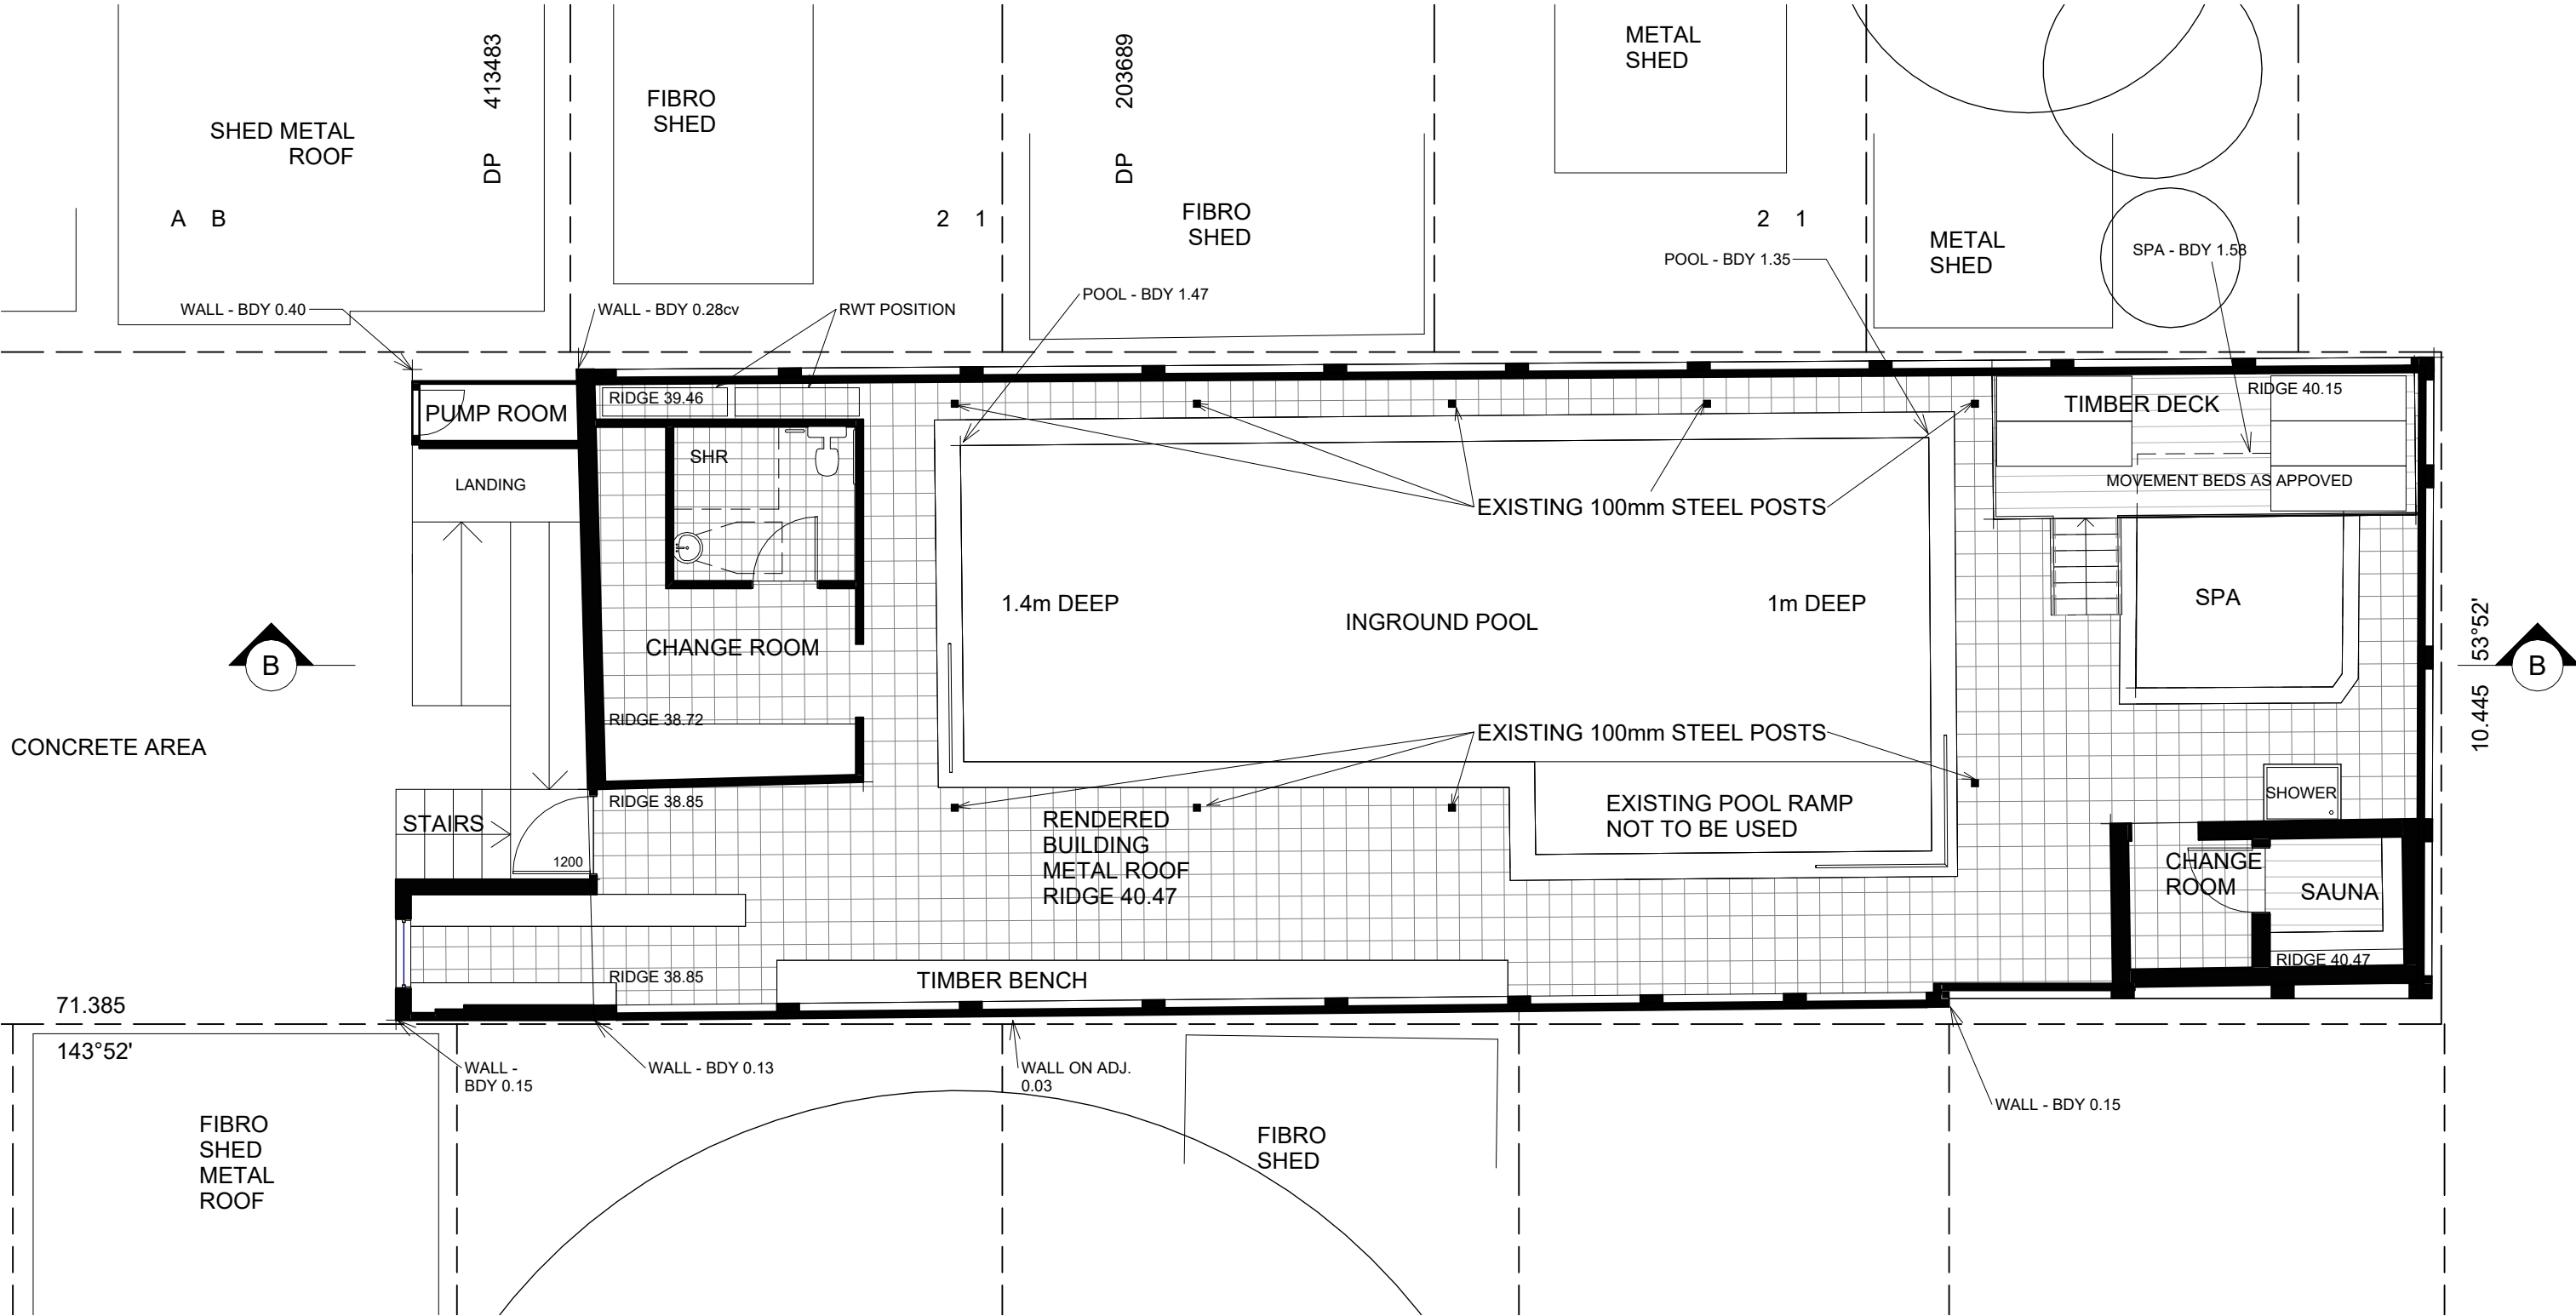 METAL
SHED
413483
DP
203689
DP
FIBRO
SHED
SHED METAL
ROOF
A B
2 1
FIBRO
SHED
2 1
METAL
SHED
SPA - BDY 1.58
POOL - BDY 1.35
POOL - BDY 1.47
WALL - BDY 0.40
WALL - BDY 0.28cv
RWT POSITION
PUMP ROOM
RIDGE 39.46
TIMBER DECK
RIDGE 40.15
SHR
LANDING
MOVEMENT BEDS AS APPOVED
EXISTING 100mm STEEL POSTS
1.4m DEEP
INGROUND POOL
1m DEEP
SPA
CHANGE ROOM
B
53°52'
10.445
B
RIDGE 38.72
EXISTING 100mm STEEL POSTS
CONCRETE AREA
RIDGE 38.85
STAIRS
1200
RENDERED
BUILDING
METAL ROOF
RIDGE 40.47
EXISTING POOL RAMP
NOT TO BE USED
SHOWER
CHANGE
ROOM
SAUNA
RIDGE 40.47
RIDGE 38.85
TIMBER BENCH
71.385
143°52'
WALL -
BDY 0.15
WALL - BDY 0.13
WALL ON ADJ.
0.03
WALL - BDY 0.15
FIBRO
SHED
METAL
ROOF
FIBRO
SHED